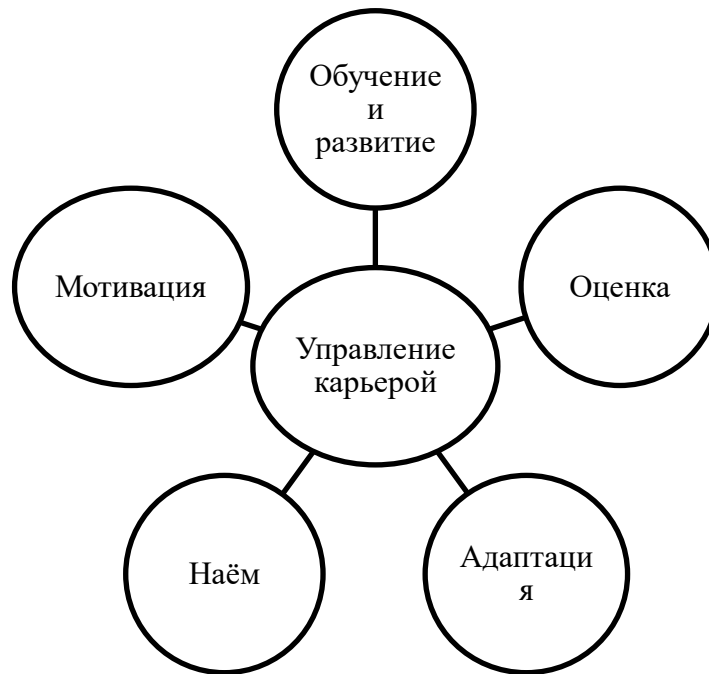 Обучение
и
развитие
Мотивация
Оценка
Управление
карьерой
Наём
Адаптаци
я